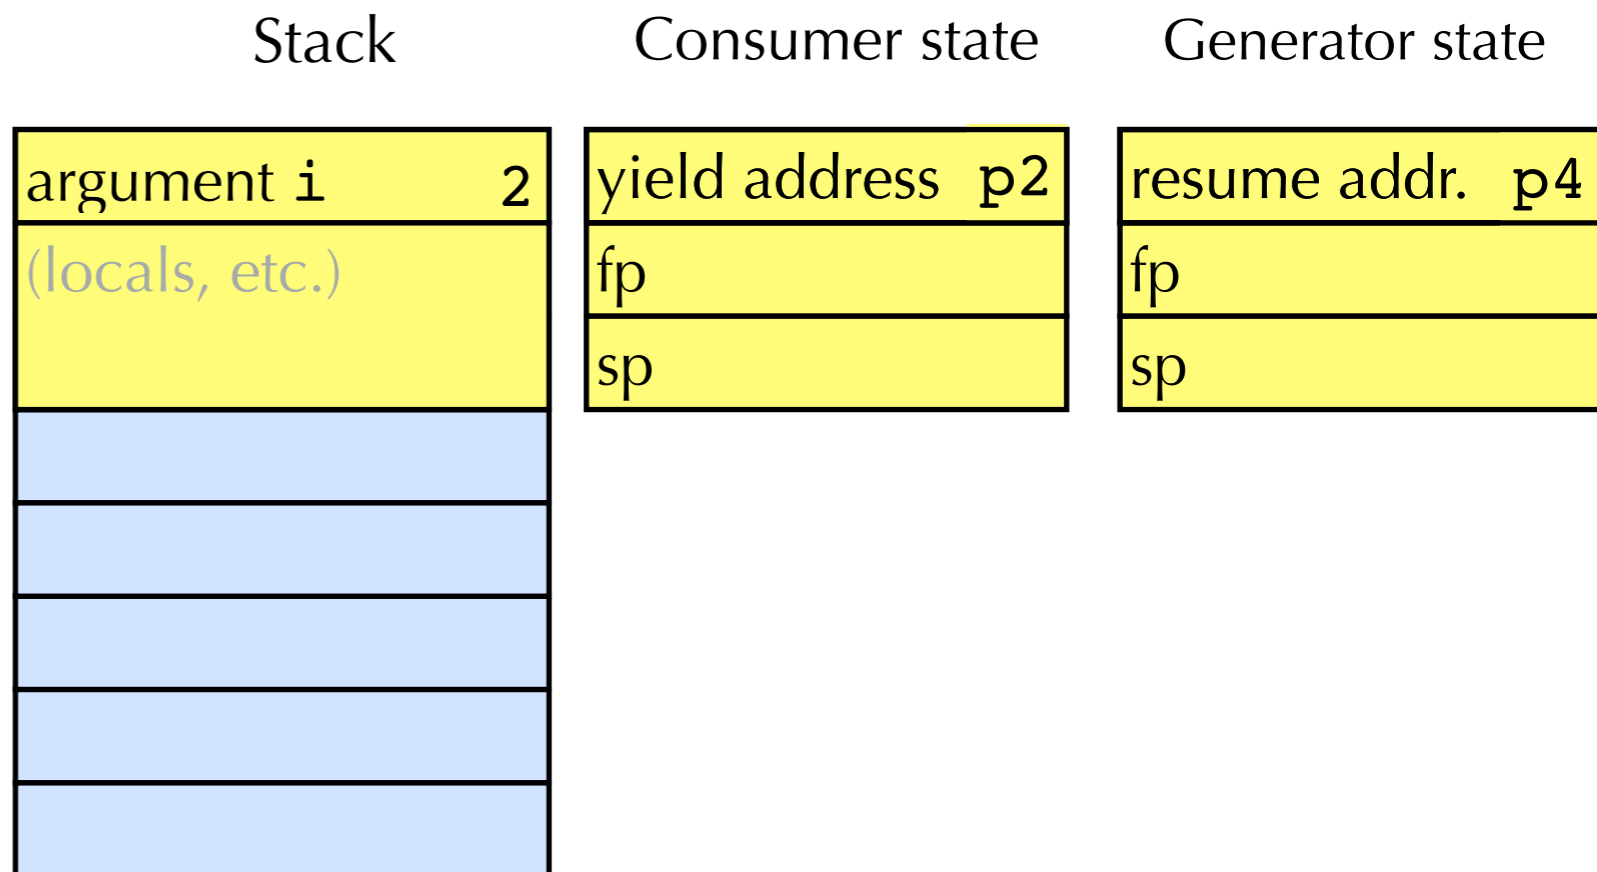 Stack
Consumer state
Generator state
argument i 2
yield address p2
resume addr. p4
(locals, etc.)
fp
fp
sp
sp